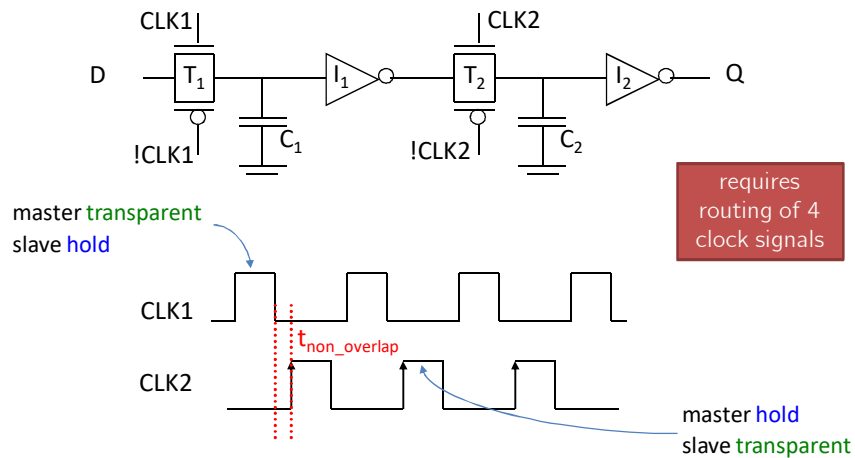 CLK1
CLK2
D
T1
I1
T2
I2
Q
C1
C2
!CLK1
!CLK2
requires
routing of 4
clock signals
master transparent
slave hold
CLK1
tnon_overlap
CLK2
master hold
slave transparent